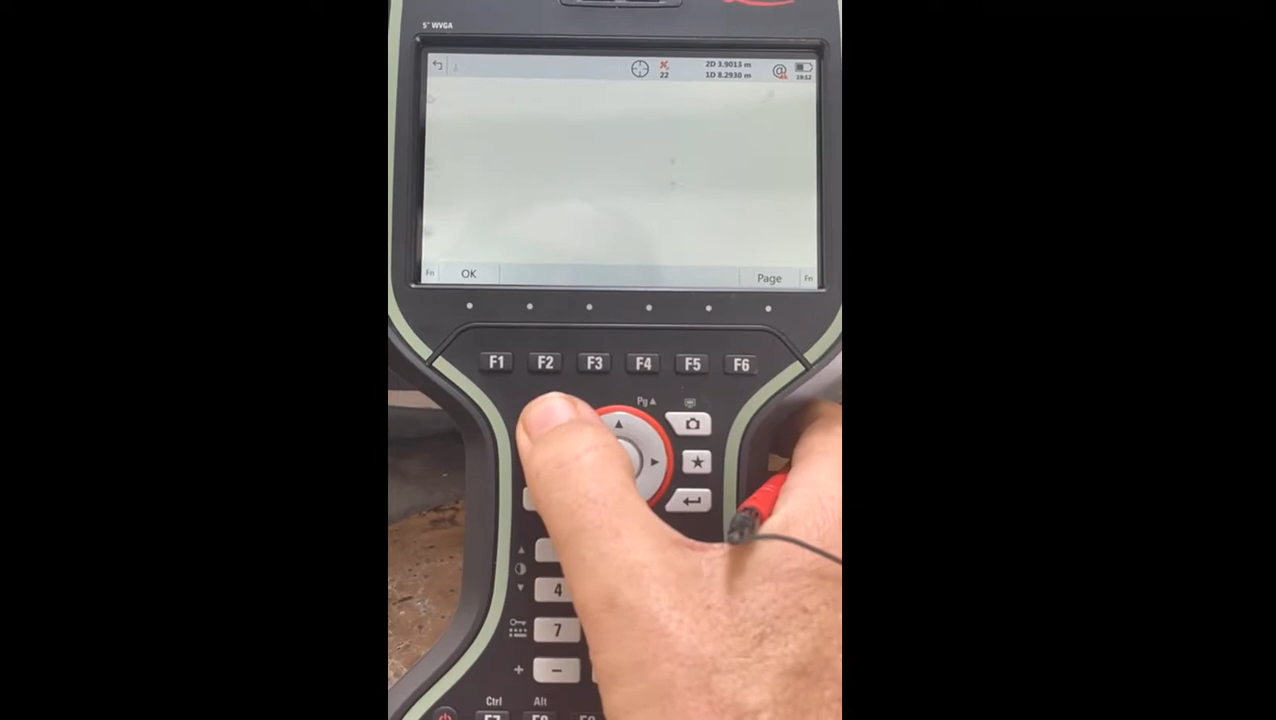 5" WVGA
2D 3.9013 m
22
1D 8.2930 m
19:12
Fn OK Page Fn
F1 F2 F3 F4 F5 F6
Pg
4
7
+ −
Ctrl Alt